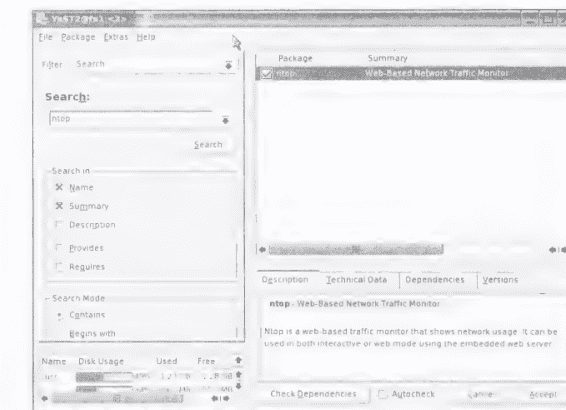 YaST2@fs1 <2>
File Package Extras Help
Filter Search
Search:
ntop
Search
Search in
Name
Summary
Description
Provides
Requires
Search Mode
Contains
Begins with
Name Disk Usage Used Free
Package Summary
ntop Web-Based Network Traffic Monitor
Description Technical Data Dependencies Versions
ntop - Web-Based Network Traffic Monitor
Ntop is a web-based traffic monitor that shows network usage. It can be
used in both interactive or web mode using the embedded web server.
Check Dependencies Autocheck Cancel Accept